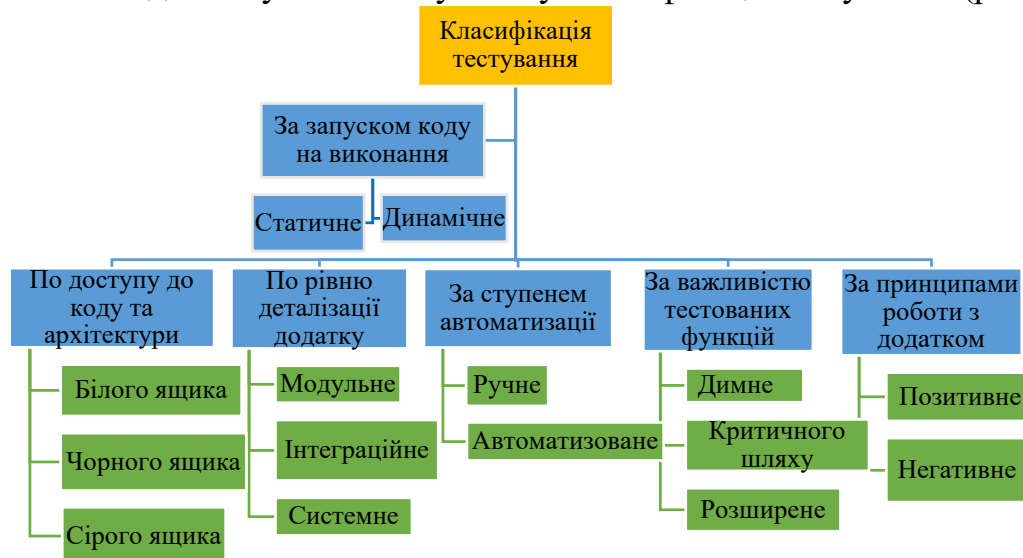 Класифікація
тестування
За запуском коду
на виконання
Статичне
Динамічне
По доступу до
коду та
архітектури
Білого ящика
Чорного ящика
Сірого ящика
По рівню
деталізації
додатку
Модульне
Інтеграційне
Системне
За ступенем
автоматизації
Ручне
Автоматизоване
За важливістю
тестованих
функцій
Димне
Критичного
шляху
Розширене
За принципами
роботи з
додатком
Позитивне
Негативне